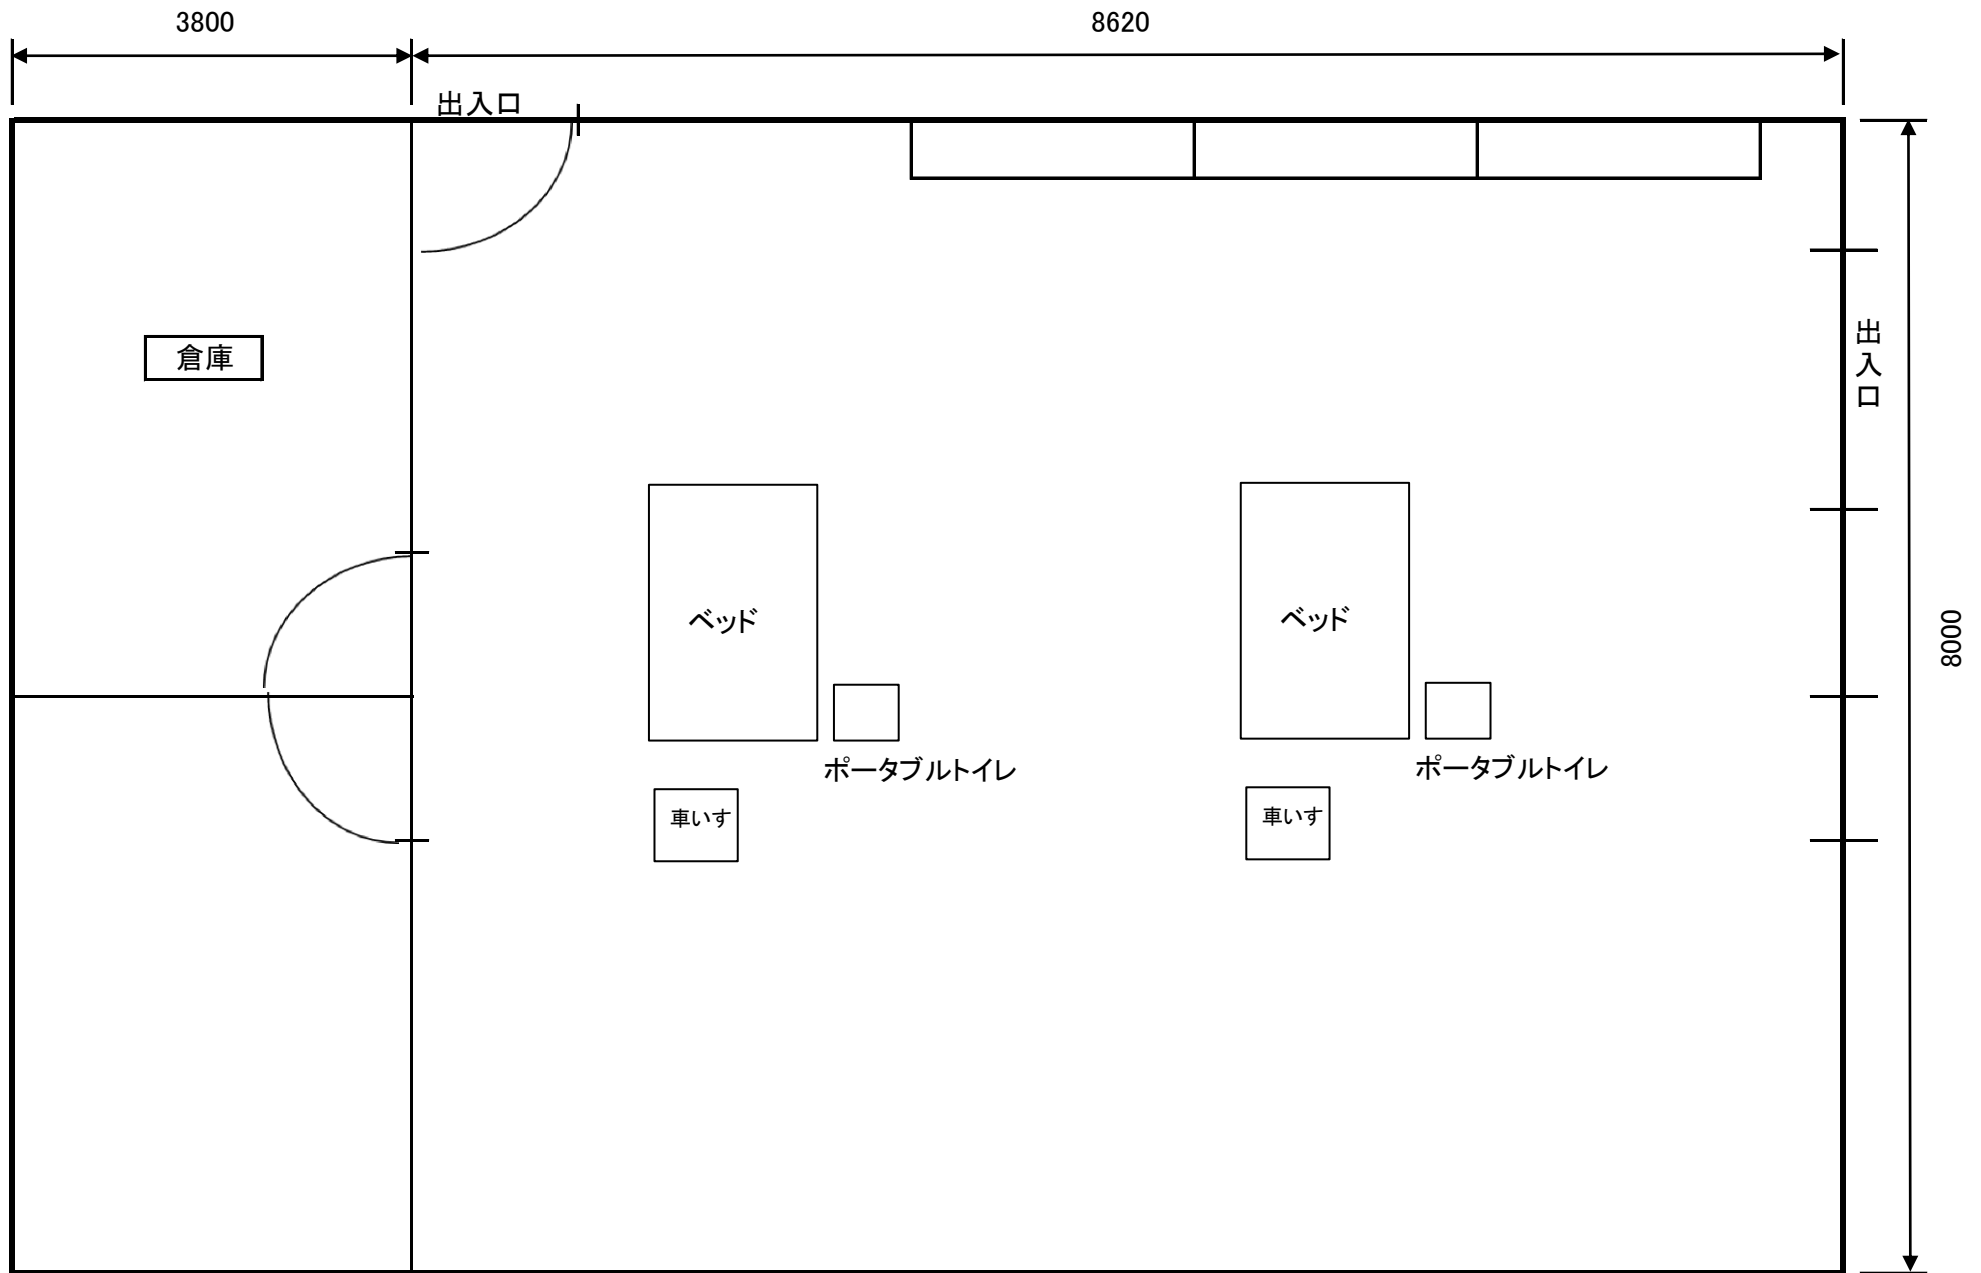 3800
8620
出入口
倉庫
出入口
8000
ベッド
ベッド
ポータブルトイレ
ポータブルトイレ
車いす
車いす